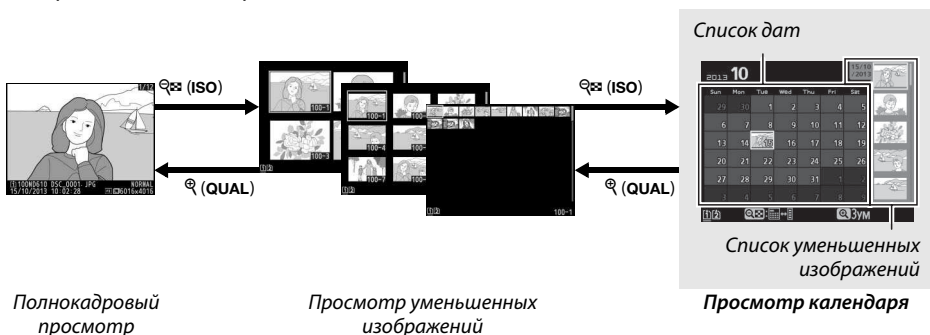 Список дат
(ISO)
(ISO)
(QUAL)
(QUAL)
1/12
100ND610 DSC_0001. JPG NORMAL
15/10/2013 10:02:28 6016x4016
100-1
100-3
100-1
100-4
100-7
100-1
2013 10
15/10
/2013
Sun Mon Tue Wed Thu Fri Sat
29 30 1 2 3 4 5
6 7 8 9 10 11 12
13 14 15 16 17 18 19
20 21 22 23 24 25 26
27 28 29 30 31 1 2
3 4 5 6 7 8 9
Зум
Список уменьшенных
изображений
Полнокадровый
просмотр
Просмотр уменьшенных
изображений
Просмотр календаря